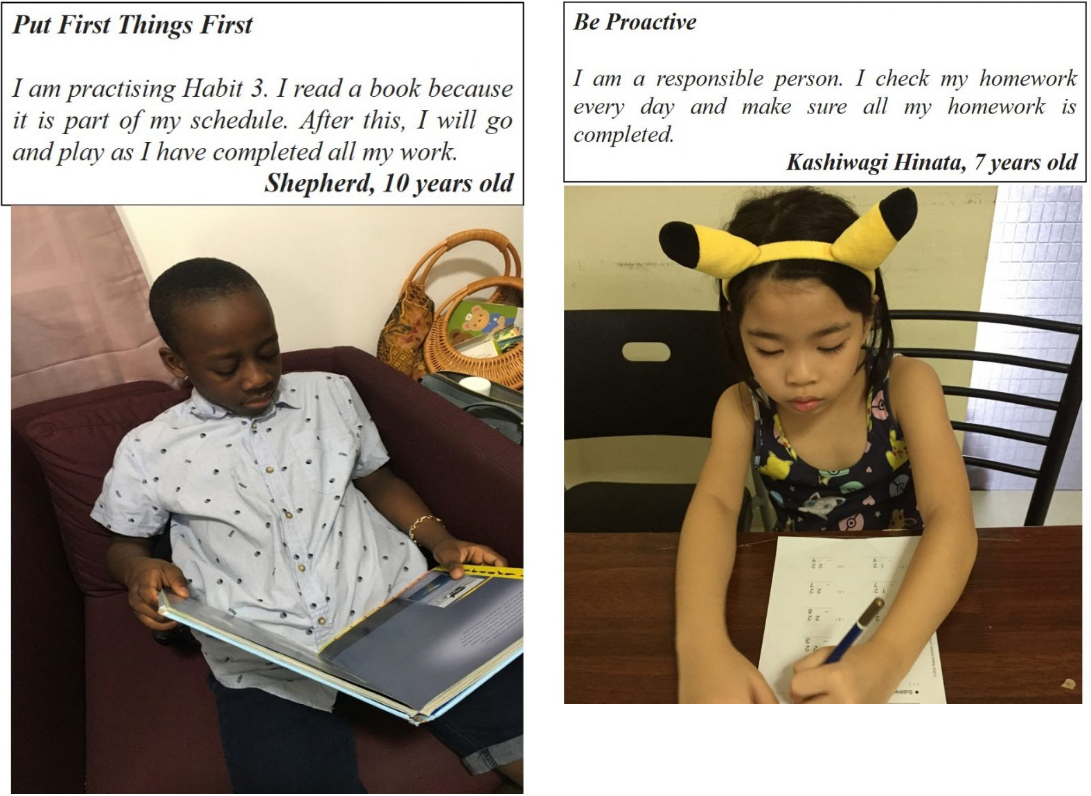 Put First Things First
I am practising Habit 3. I read a book because
it is part of my schedule. After this, I will go
and play as I have completed all my work.
Shepherd, 10 years old
Be Proactive
I am a responsible person. I check my homework
every day and make sure all my homework is
completed.
Kashiwagi Hinata, 7 years old